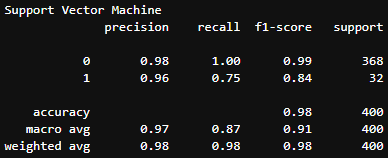 Support Vector Machine
precision recall f1-score support
0 0.98 1.00 0.99 368
1 0.96 0.75 0.84 32
accuracy 0.98 400
macro avg 0.97 0.87 0.91 400
weighted avg 0.98 0.98 0.98 400